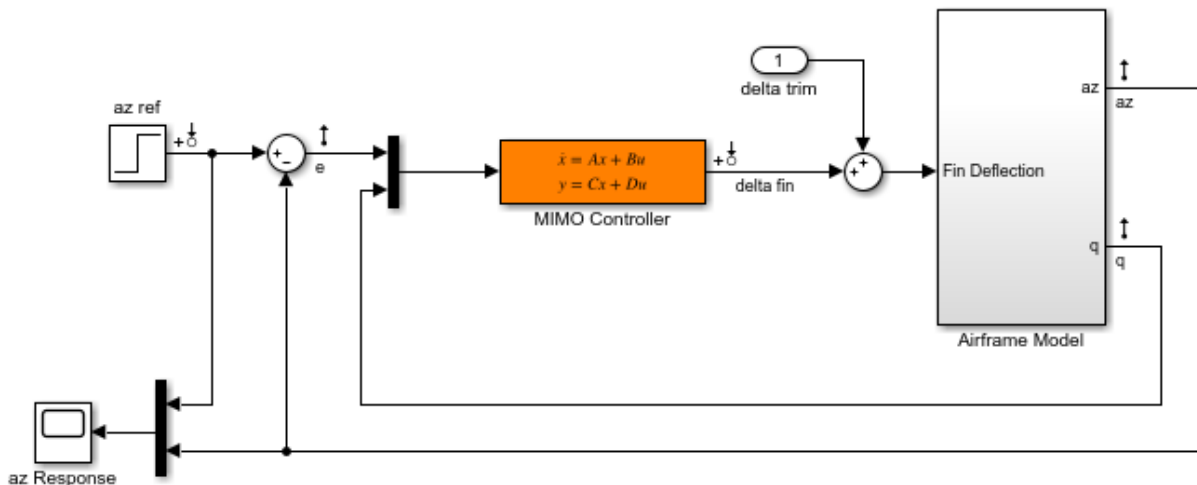 az ref
+
+
−
e
ẋ = Ax + Bu
y = Cx + Du
MIMO Controller
+
delta fin
1
delta trim
+
+
Fin Deflection
az
az
q
q
Airframe Model
az Response